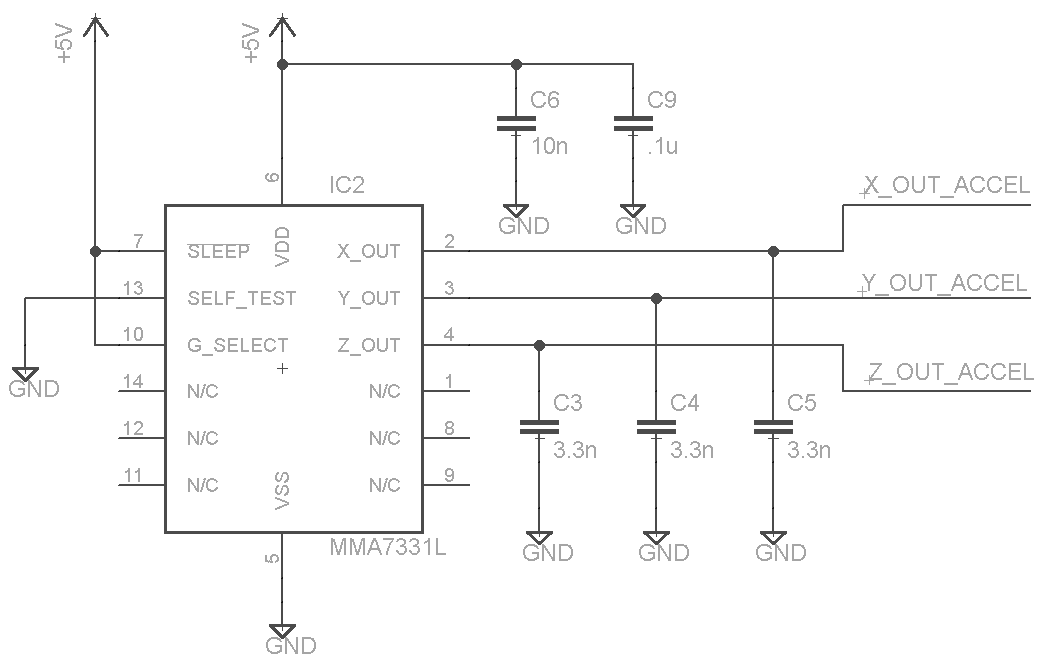 +5V
+5V
C6
C9
10n
.1u
6
IC2
X_OUT_ACCEL
GND
GND
7
SLEEP
VDD
X_OUT
2
Y_OUT_ACCEL
13
SELF_TEST
Y_OUT
3
10
G_SELECT
Z_OUT
4
Z_OUT_ACCEL
GND
14
N/C
N/C
1
C3
C4
C5
12
N/C
N/C
8
3.3n
3.3n
3.3n
11
N/C
VSS
N/C
9
MMA7331L
5
GND
GND
GND
GND